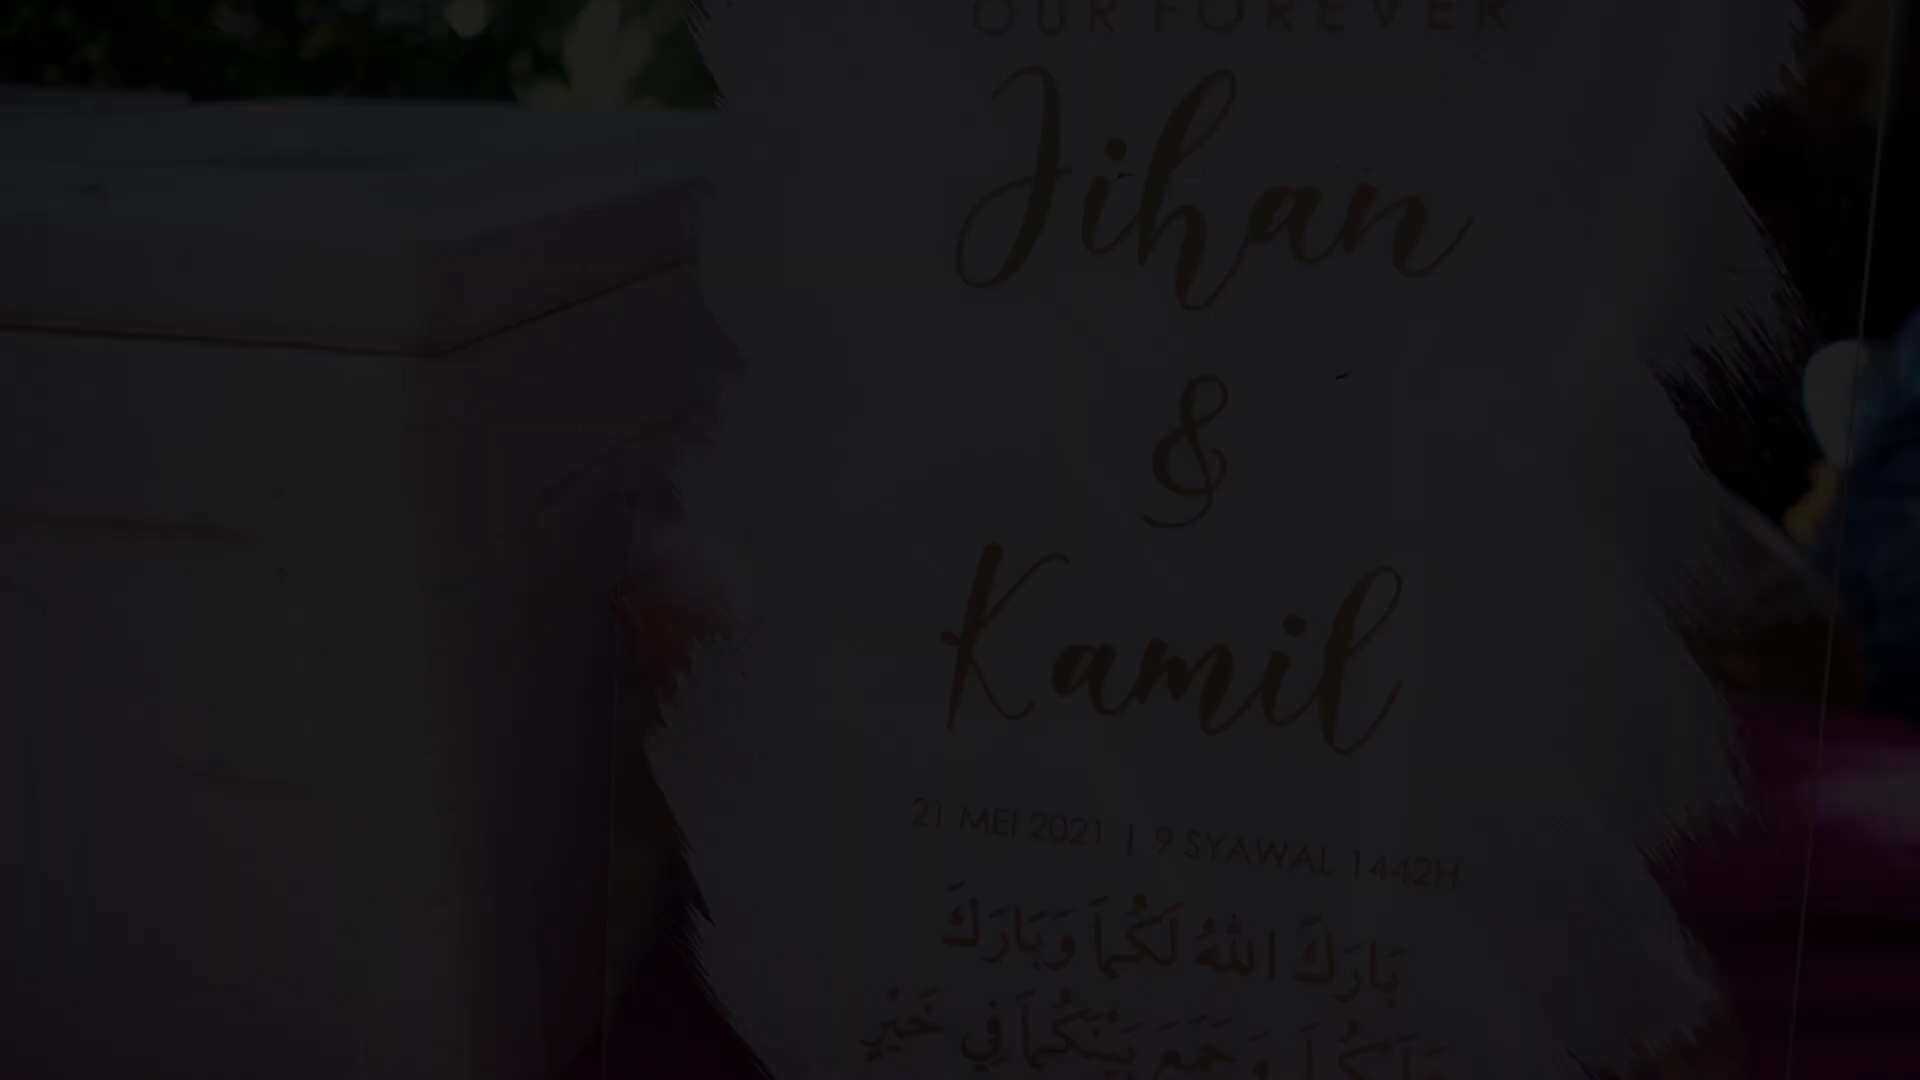 OUR FOREVER
Jihan
&
Kamil
21 MEI 2021 | 9 SYAWAL 1442H
بَارَكَ اللهُ لَكُمَا وَبَارَكَ
عَلَيْكُمَا وَجَمَعَ بَيْنَكُمَا فِي خَيْرٍ